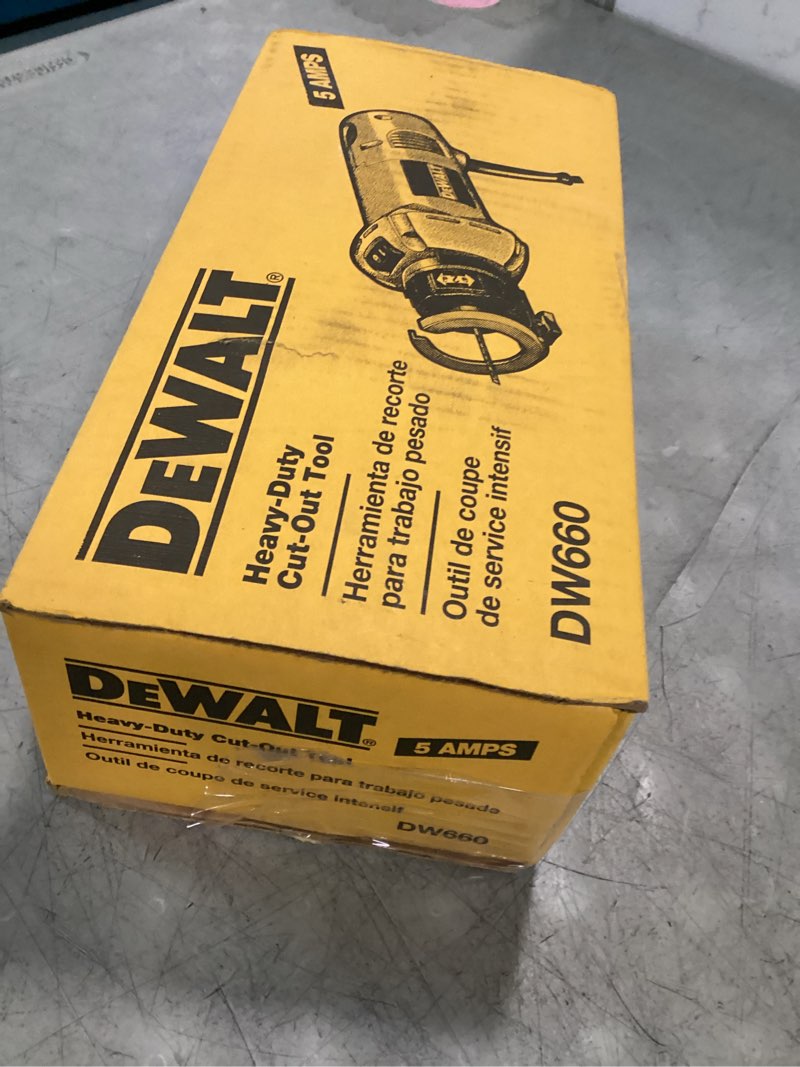 5 AMPS
DEWALT
DEWALT®
Heavy-Duty
Cut-Out Tool
Herramienta de recorte
para trabajo pesado
Outil de coupe
de service intensif
DW660
DEWALT®
Heavy-Duty Cut-Out Tool
5 AMPS
Herramienta de recorte para trabajo pesado
Outil de coupe de service intensif
DW660